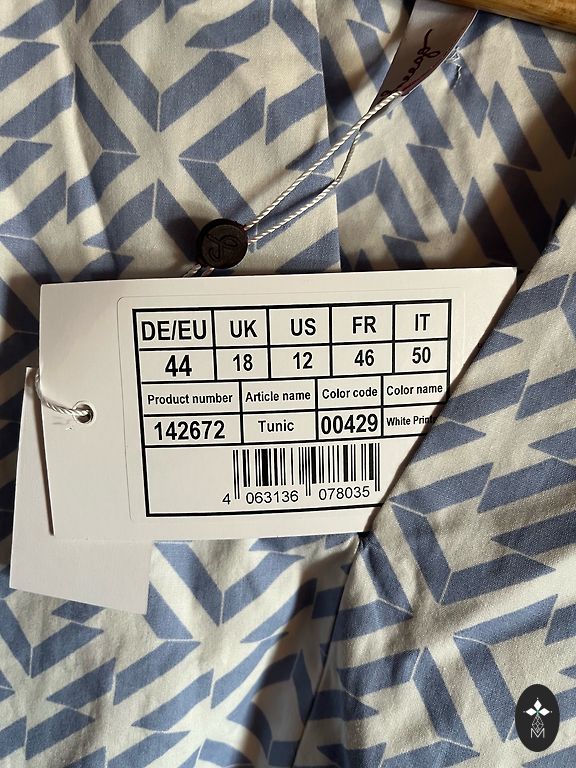 DE/EU UK US FR IT
44 18 12 46 50
Product number Article name Color code Color name
142672 Tunic 00429 White Print
4 063136 078035